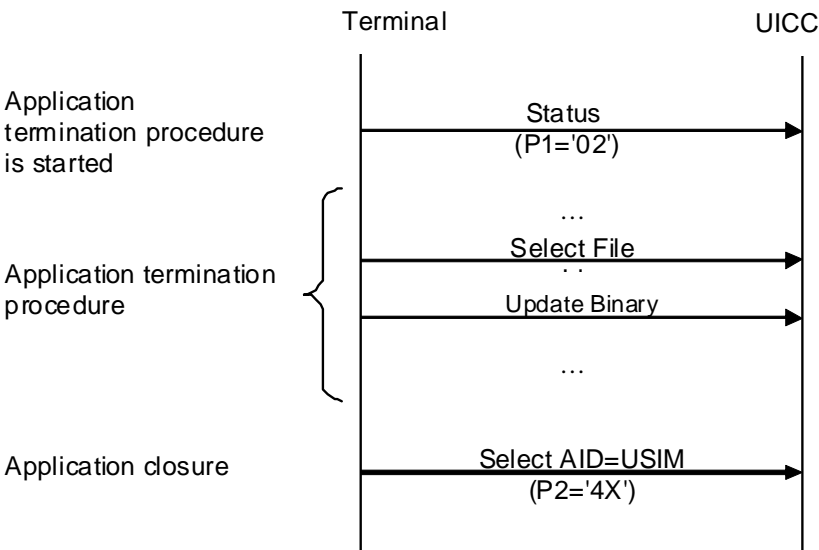 Terminal
UICC
Application
termination procedure
is started
Status
(P1='02')
...
Select File
. .
Application termination
procedure
Update Binary
...
Application closure
Select AID=USIM
(P2='4X')